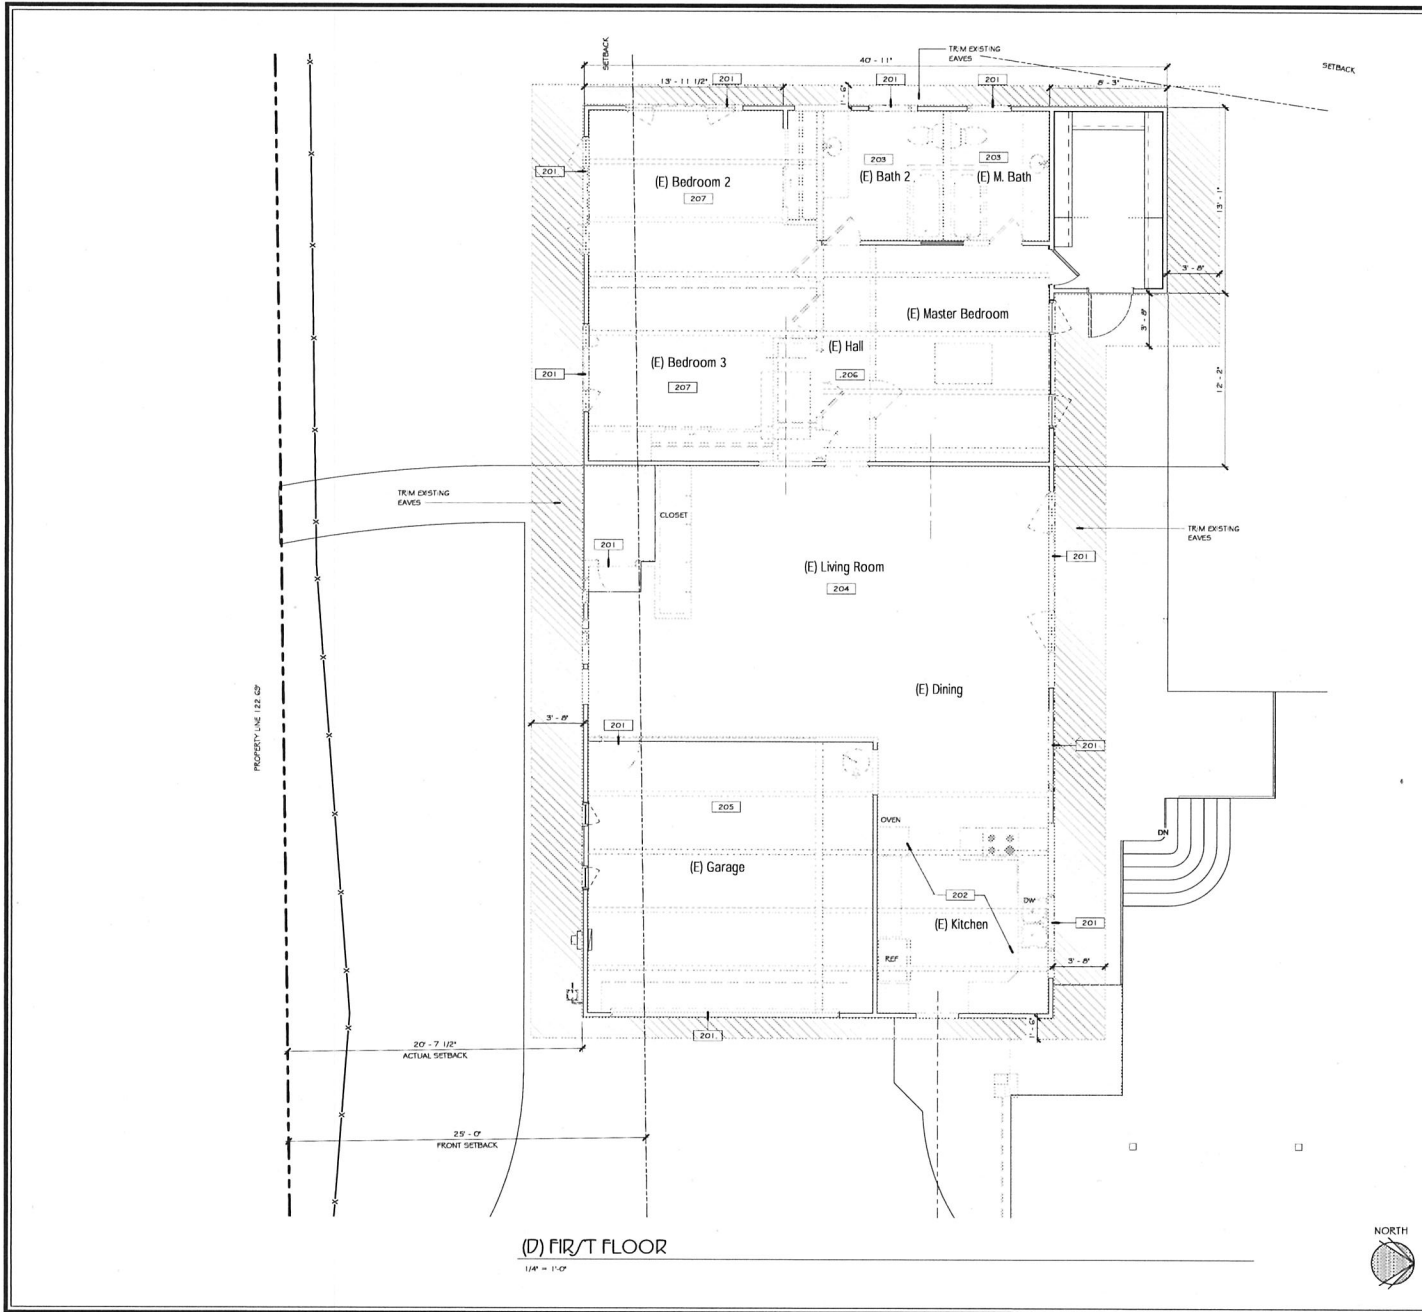 SETBACK
TRIM EXISTING
EAVES
40' - 11"
SETBACK
13' - 11 1/2"
201
1' - 6"
201
201
8' - 3"
203
203
201
(E) Bedroom 2
(E) Bath 2
(E) M. Bath
207
13' - 1"
3' - 8"
(E) Master Bedroom
3' - 8"
(E) Hall
(E) Bedroom 3
201
206
207
12' - 2"
TRIM EXISTING
EAVES
CLOSET
TRIM EXISTING
EAVES
201
201
(E) Living Room
204
(E) Dining
PROPERTY LINE 122.69'
3' - 8"
201
201
205
OVEN
DN
(E) Garage
202
DW
(E) Kitchen
201
REF
3' - 8"
201
1' - 6"
20' - 7 1/2"
ACTUAL SETBACK
25' - 0"
FRONT SETBACK
(D) FIRST FLOOR
1/4" = 1'-0"
NORTH